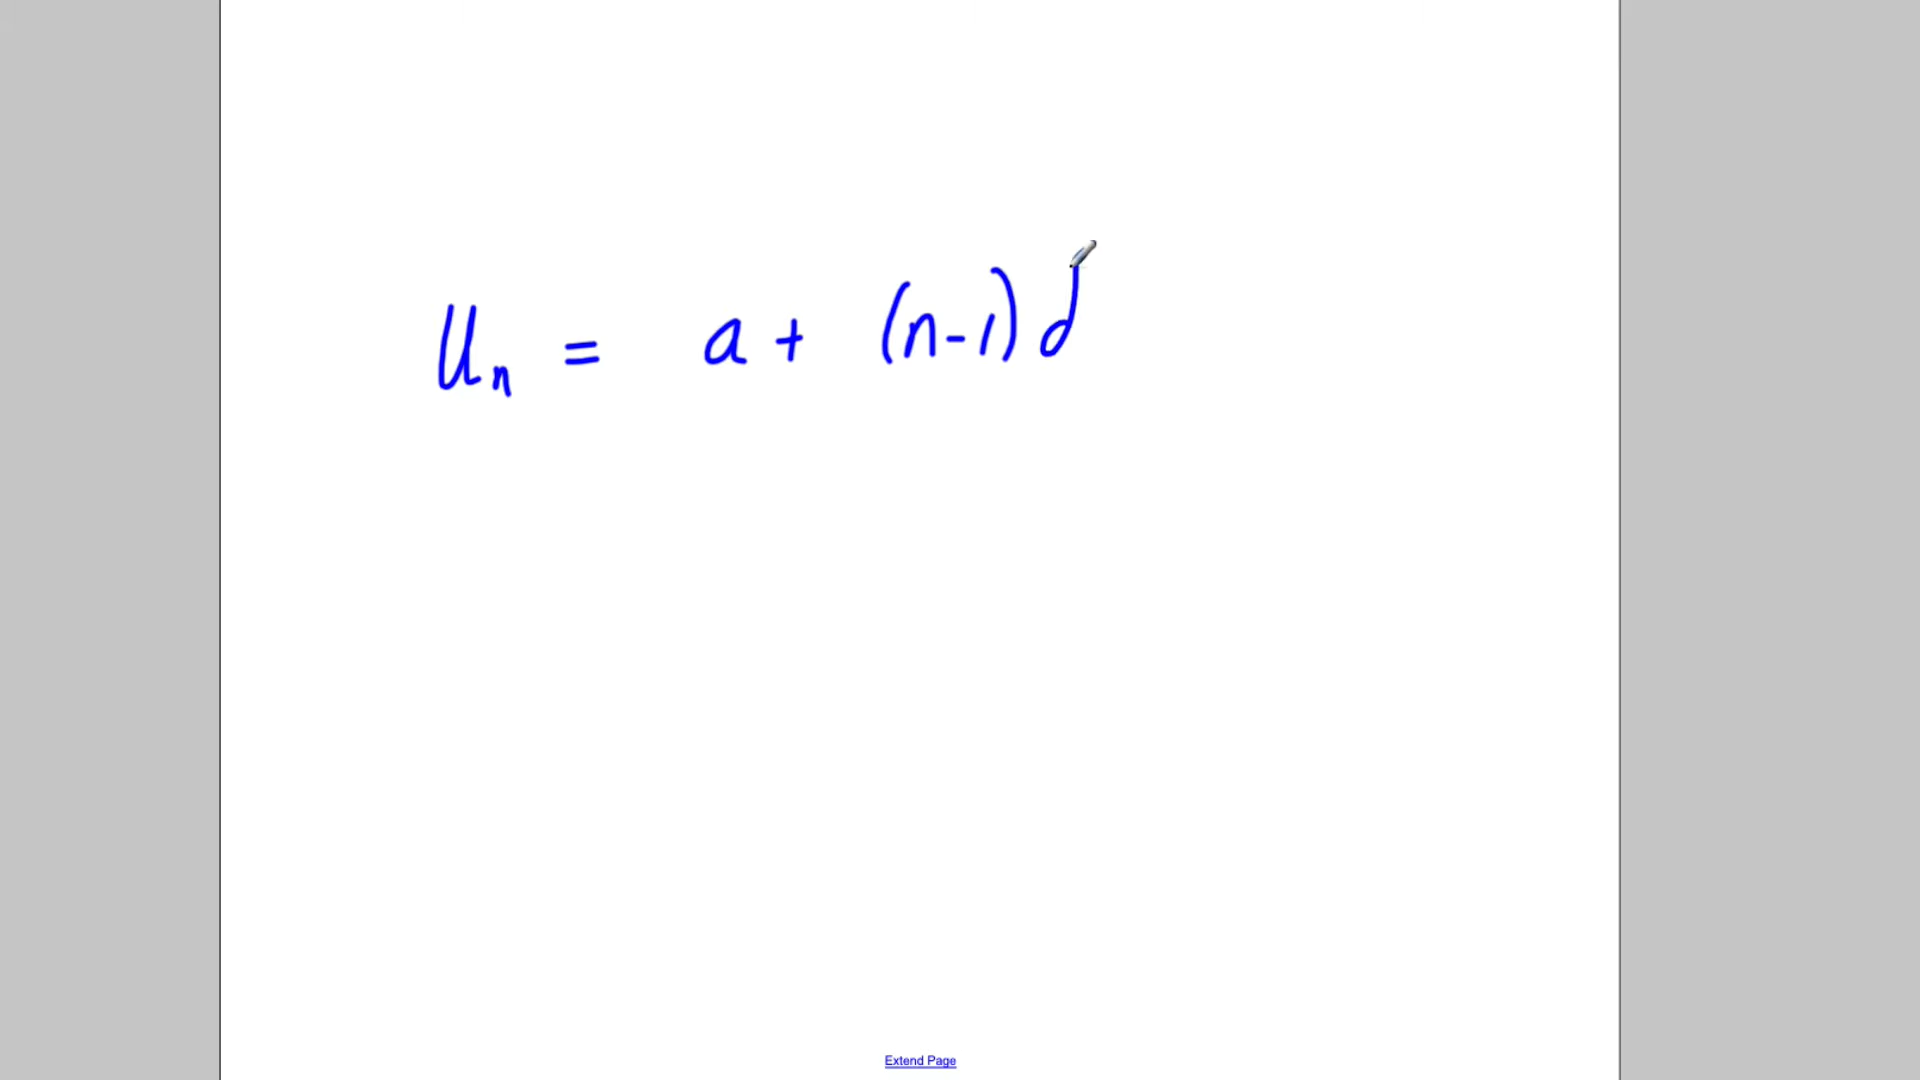 Uₙ = a + (n-1) d
Extend Page